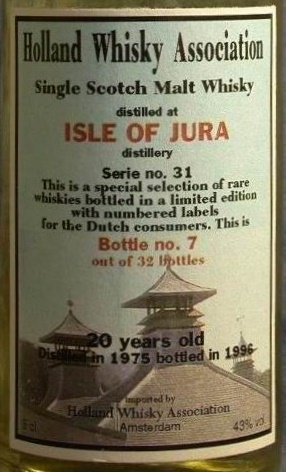 Holland Whisky Association
Single Scotch Malt Whisky
distilled at
ISLE OF JURA
distillery
Serie no. 31
This is a special selection of rare
whiskies bottled in a limited edition
with numbered labels
for the Dutch consumers. This is
Bottle no. 7
out of 32 bottles
20 years old
Distilled in 1975 bottled in 1996
imported by
Holland Whisky Association
5 cl Amsterdam 43% vol